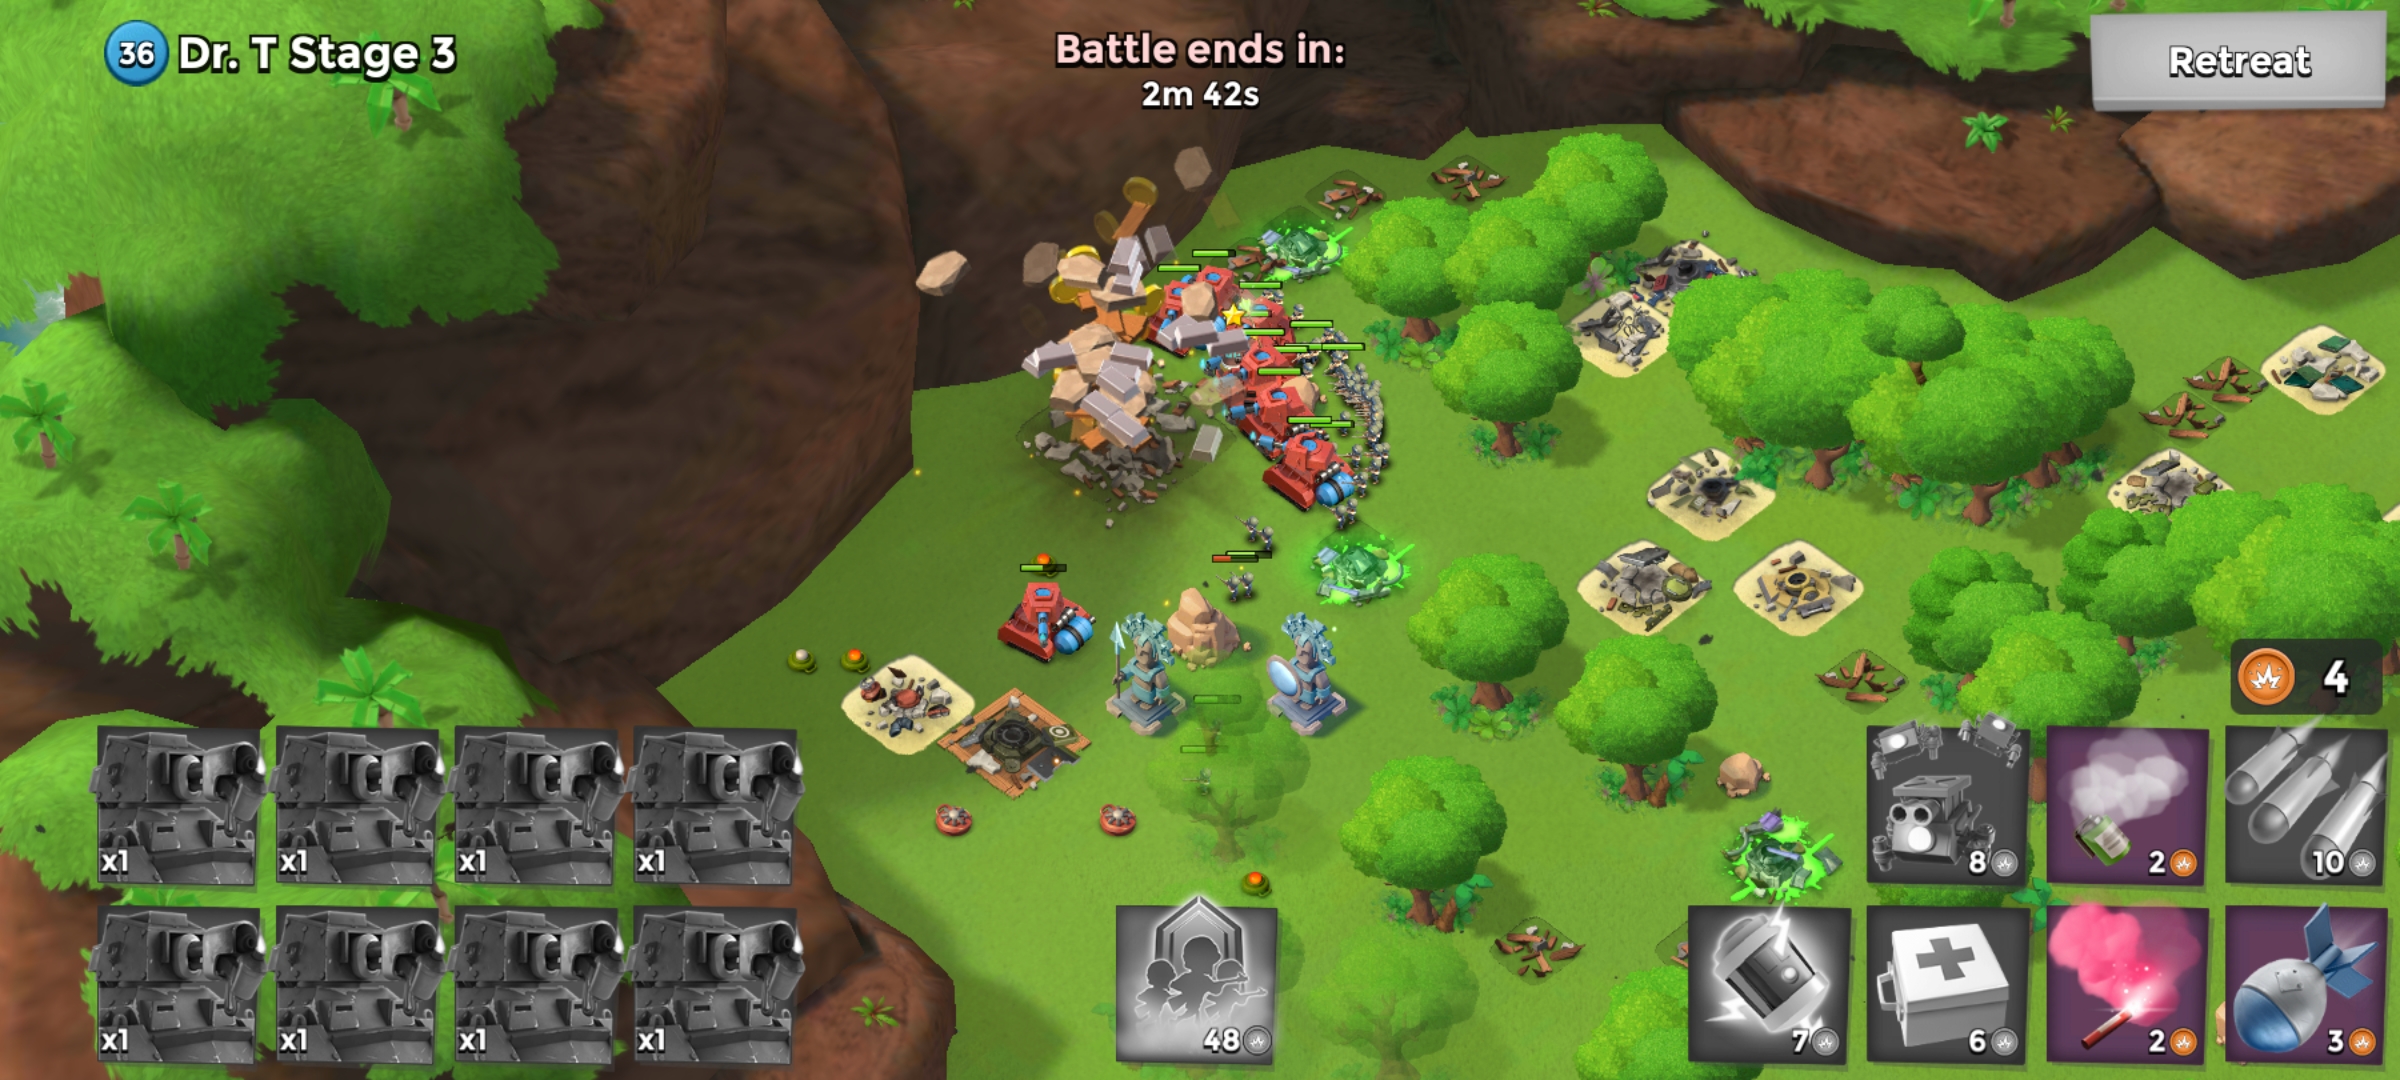 36 Dr. T Stage 3
Battle ends in:
2m 42s
Retreat
4
x1 x1 x1 x1
8 2 10
x1 x1 x1 x1
48 7 6 2 3